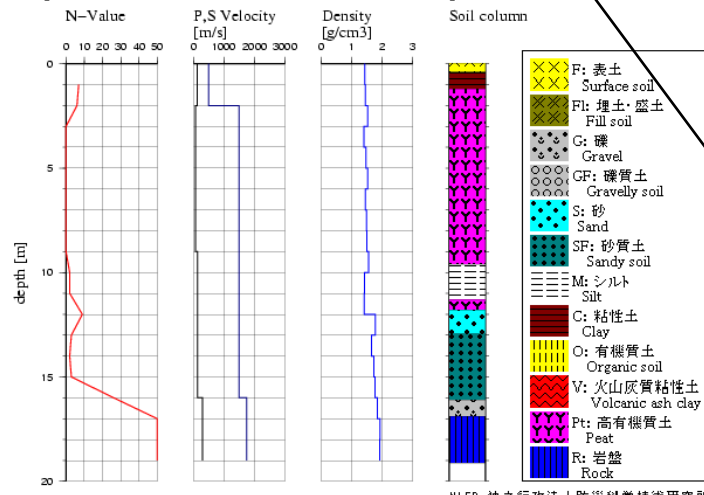 N-Value
P,S Velocity
[m/s]
Density
[g/cm3]
Soil column
0 10 20 30 40 50
0 1000 2000 3000
0 1 2 3
0
5
10
15
20
depth [m]
F: 表土
Surface soil
Fl: 埋土・盛土
Fill soil
G: 礫
Gravel
GF: 礫質土
Gravelly soil
S: 砂
Sand
SF: 砂質土
Sandy soil
M: シルト
Silt
C: 粘性土
Clay
O: 有機質土
Organic soil
V: 火山灰質粘性土
Volcanic ash clay
Pt: 高有機質土
Peat
R: 岩盤
Rock